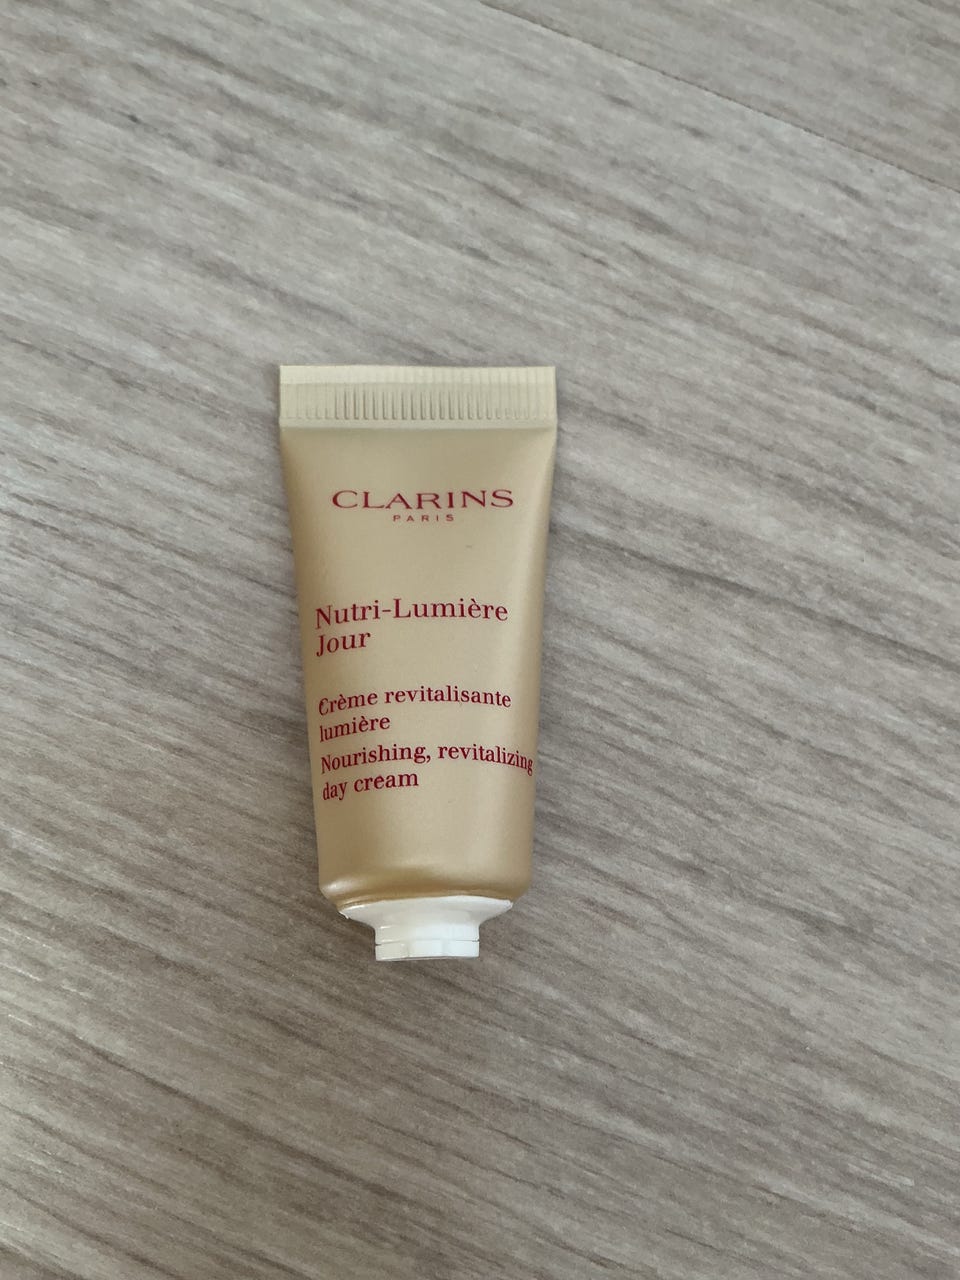 CLARINS
PARIS
Nutri-Lumière
Jour
Crème revitalisante
lumière
Nourishing, revitalizing
day cream